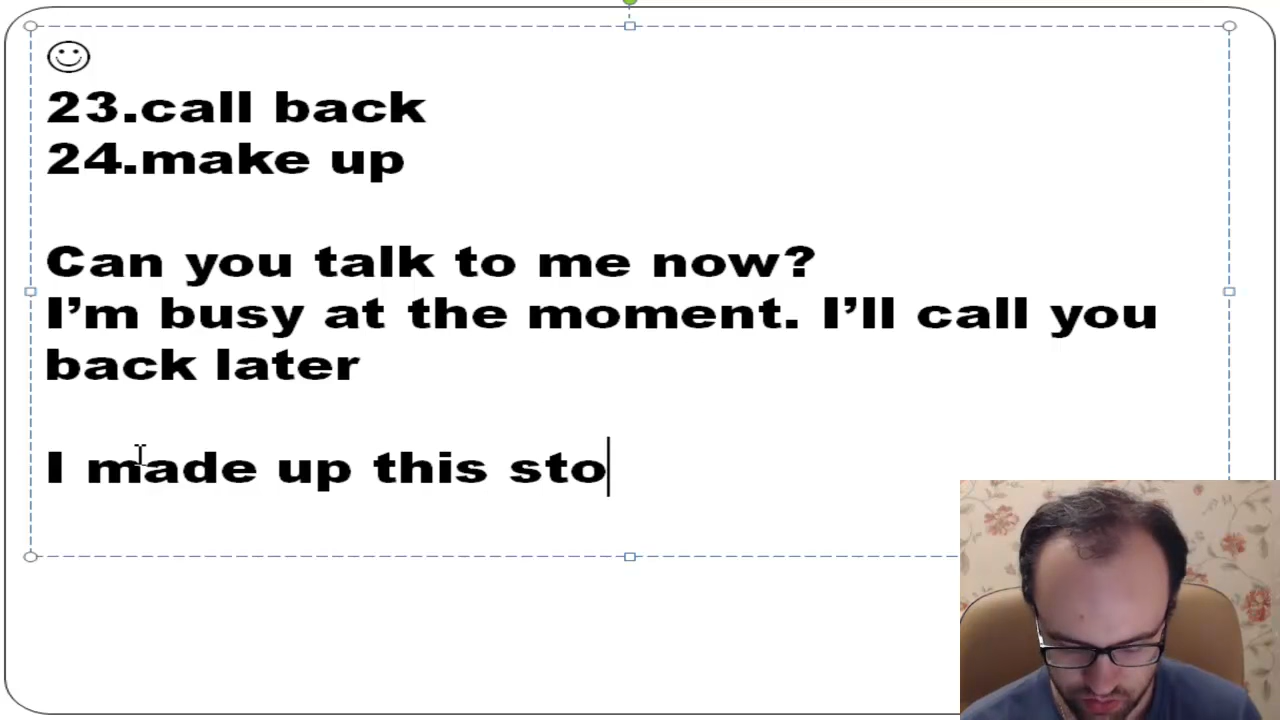 23.call back
24.make up
Can you talk to me now?
I’m busy at the moment. I’ll call you
back later
I made up this sto